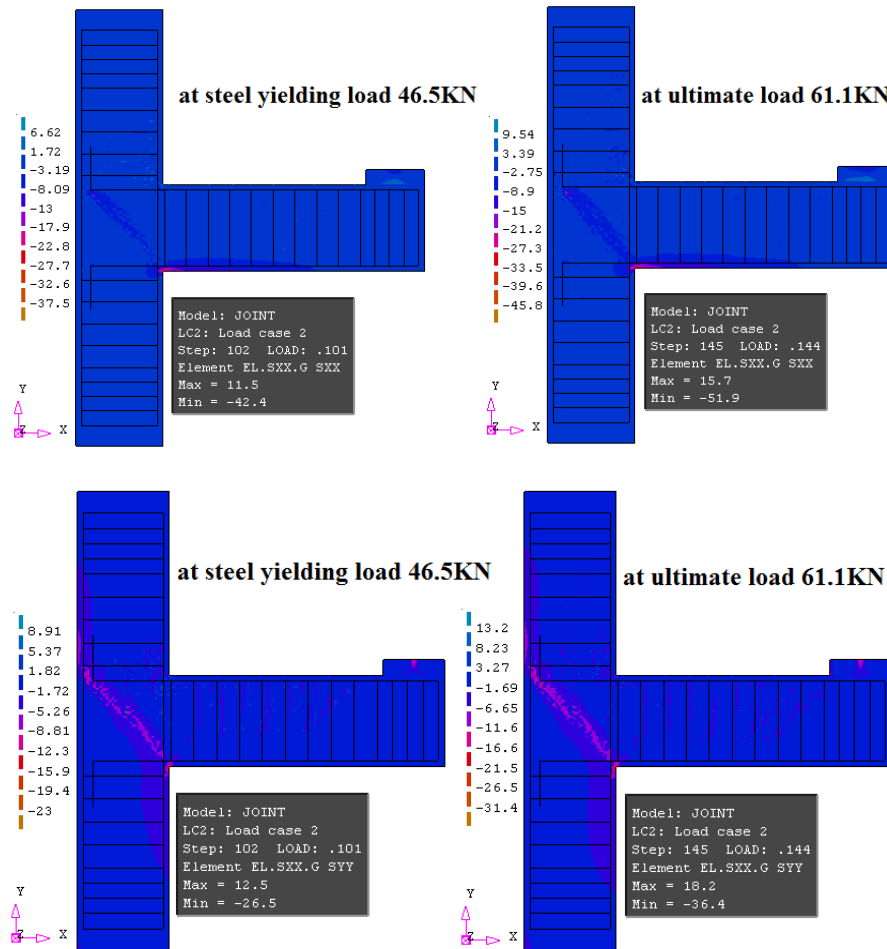 at steel yielding load 46.5KN
6.62
1.72
-3.19
-8.09
-13
-17.9
-22.8
-27.7
-32.6
-37.5
Model: JOINT
LC2: Load case 2
Step: 102 LOAD: .101
Element EL.SXX.G SXX
Max = 11.5
Min = -42.4
Y
Z X
at ultimate load 61.1KN
9.54
3.39
-2.75
-8.9
-15
-21.2
-27.3
-33.5
-39.6
-45.8
Model: JOINT
LC2: Load case 2
Step: 145 LOAD: .144
Element EL.SXX.G SXX
Max = 15.7
Min = -51.9
Y
Z X
at steel yielding load 46.5KN
8.91
5.37
1.82
-1.72
-5.26
-8.81
-12.3
-15.9
-19.4
-23
Model: JOINT
LC2: Load case 2
Step: 102 LOAD: .101
Element EL.SXX.G SYY
Max = 12.5
Min = -26.5
Y
Z X
at ultimate load 61.1KN
13.2
8.23
3.27
-1.69
-6.65
-11.6
-16.6
-21.5
-26.5
-31.4
Model: JOINT
LC2: Load case 2
Step: 145 LOAD: .144
Element EL.SXX.G SYY
Max = 18.2
Min = -36.4
Y
Z X